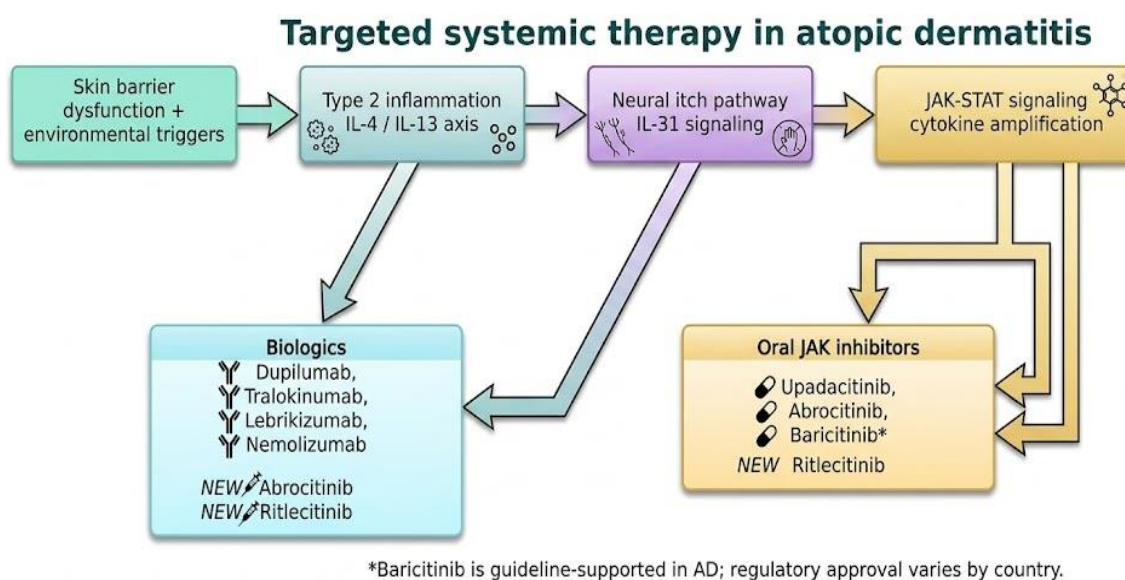 Targeted systemic therapy in atopic dermatitis
Skin barrier
dysfunction +
environmental triggers
Type 2 inflammation
IL-4 / IL-13 axis
Neural itch pathway
IL-31 signaling
JAK-STAT signaling
cytokine amplification
Biologics
Dupilumab,
Tralokinumab,
Lebrikizumab,
Nemolizumab
NEW Abrocitinib
NEW Ritlecitinib
Oral JAK inhibitors
Upadacitinib,
Abrocitinib,
Baricitinib*
NEW Ritlecitinib
*Baricitinib is guideline-supported in AD; regulatory approval varies by country.